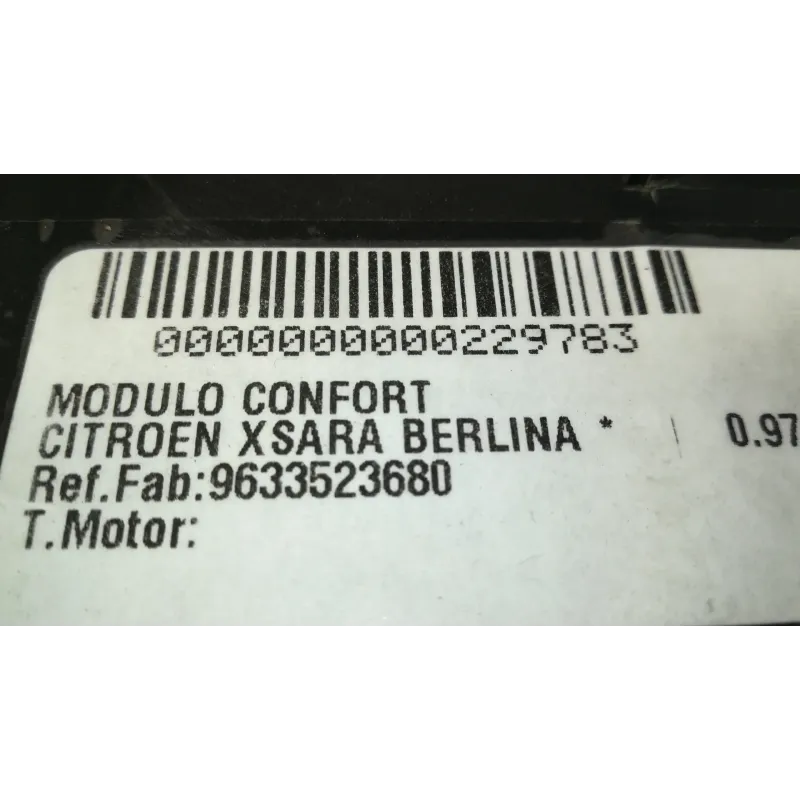 0000000000229783
MODULO CONFORT
CITROEN XSARA BERLINA * 0.97
Ref.Fab:9633523680
T.Motor: